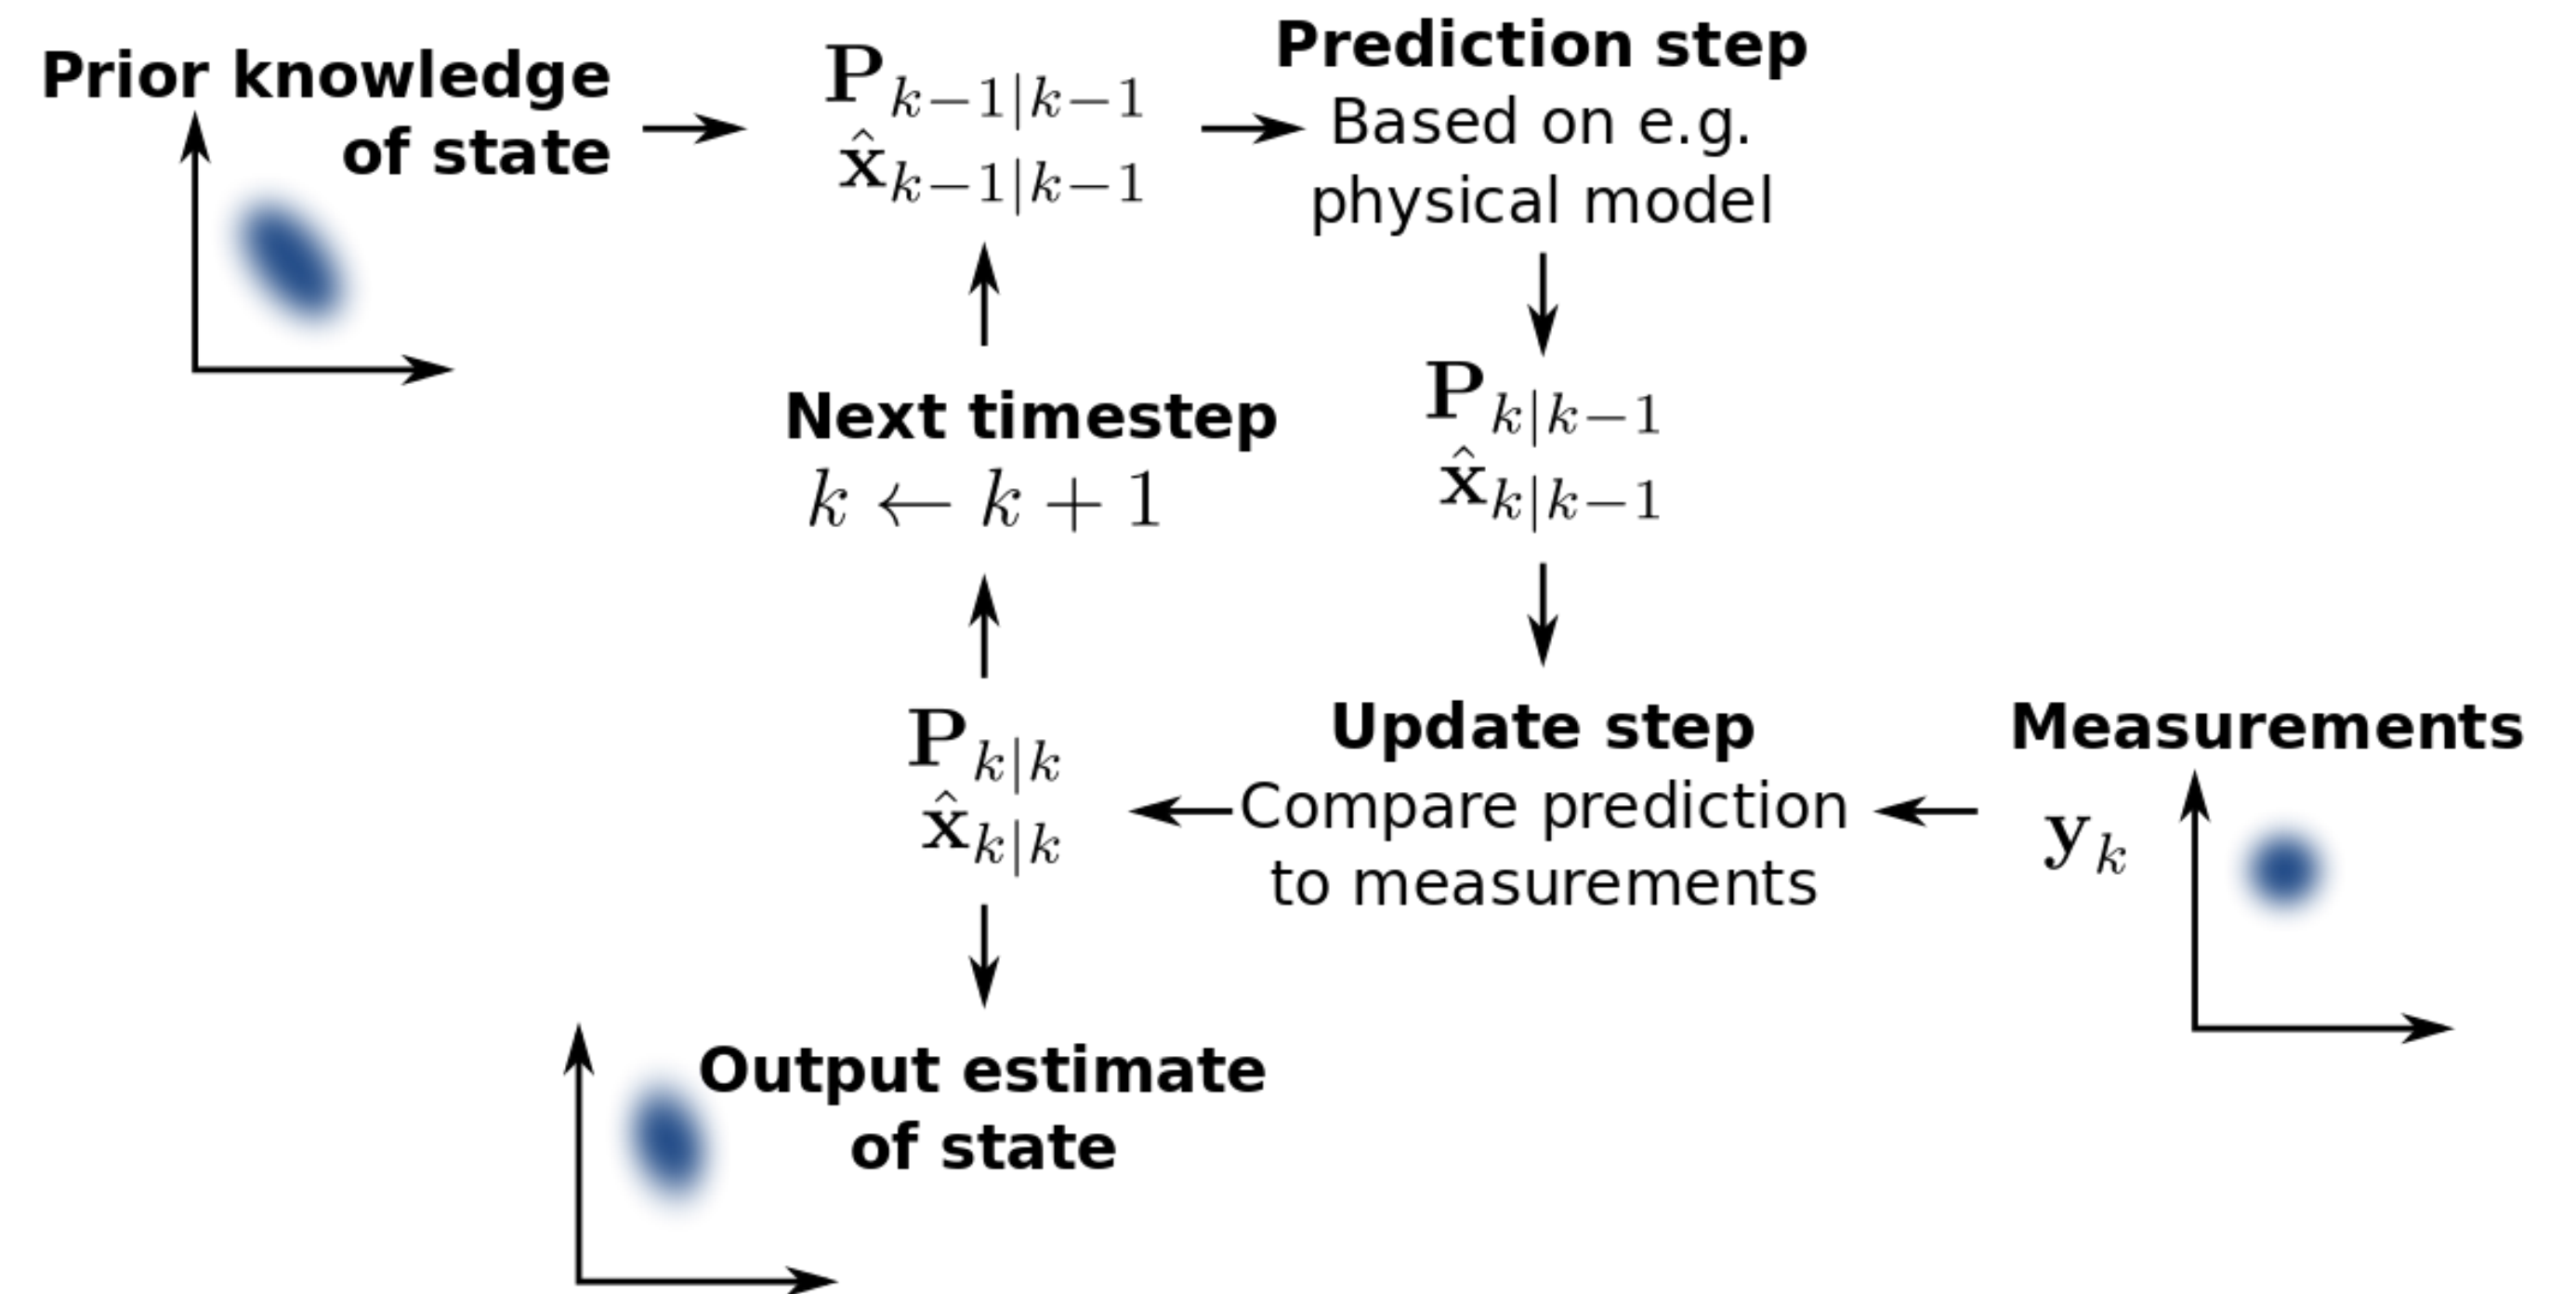 Prior knowledge
of state
P_{k−1|k−1}
x̂_{k−1|k−1}
Prediction step
Based on e.g.
physical model
Next timestep
k ← k + 1
P_{k|k−1}
x̂_{k|k−1}
P_{k|k}
x̂_{k|k}
Update step
Compare prediction
to measurements
Measurements
y_k
Output estimate
of state